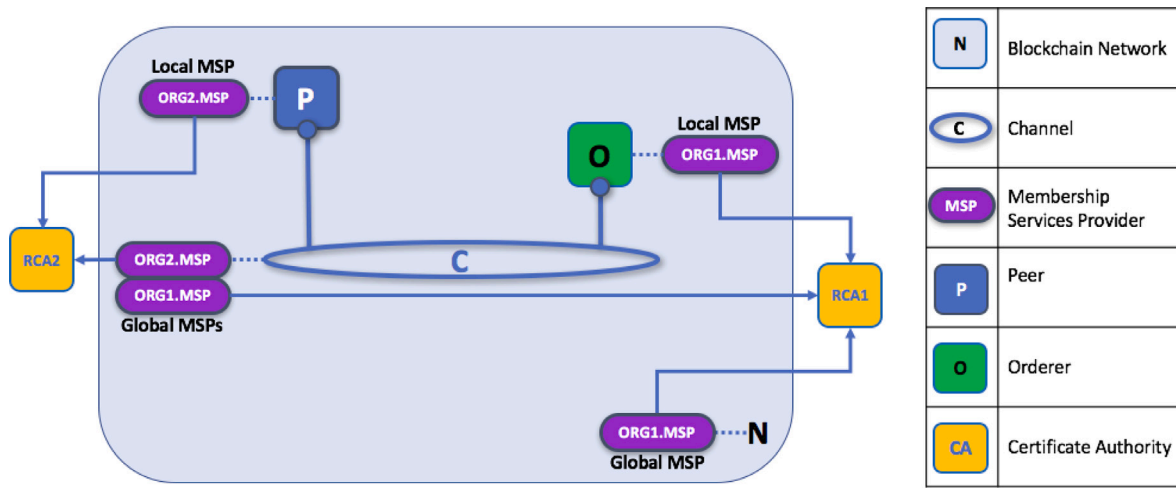 Local MSP
ORG2.MSP
P
O
Local MSP
ORG1.MSP
RCA2
ORG2.MSP
C
ORG1.MSP
RCA1
Global MSPs
ORG1.MSP
N
Global MSP
N
Blockchain Network
C
Channel
MSP
Membership
Services Provider
P
Peer
O
Orderer
CA
Certificate Authority